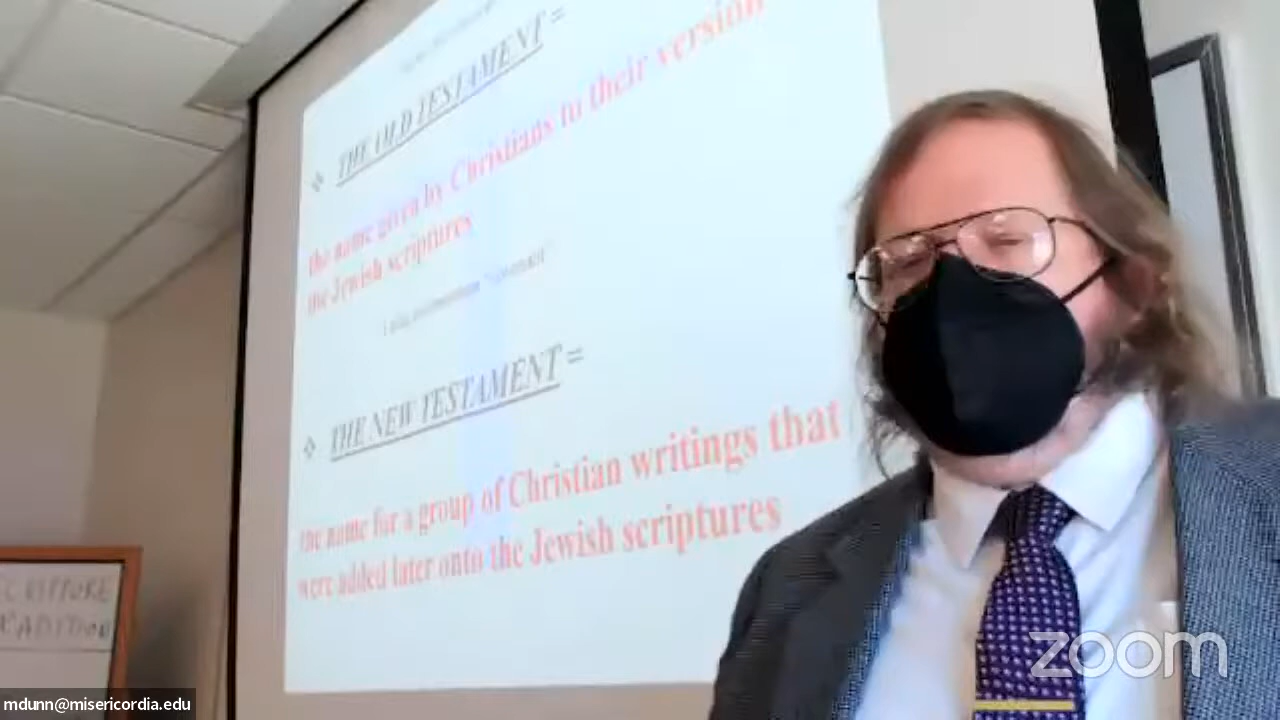 ❖ THE OLD TESTAMENT =
the name given by Christians to their version
the Jewish scriptures
❖ THE NEW TESTAMENT =
the name for a group of Christian writings that
were added later onto the Jewish scriptures
zoom
mdunn@misericordia.edu